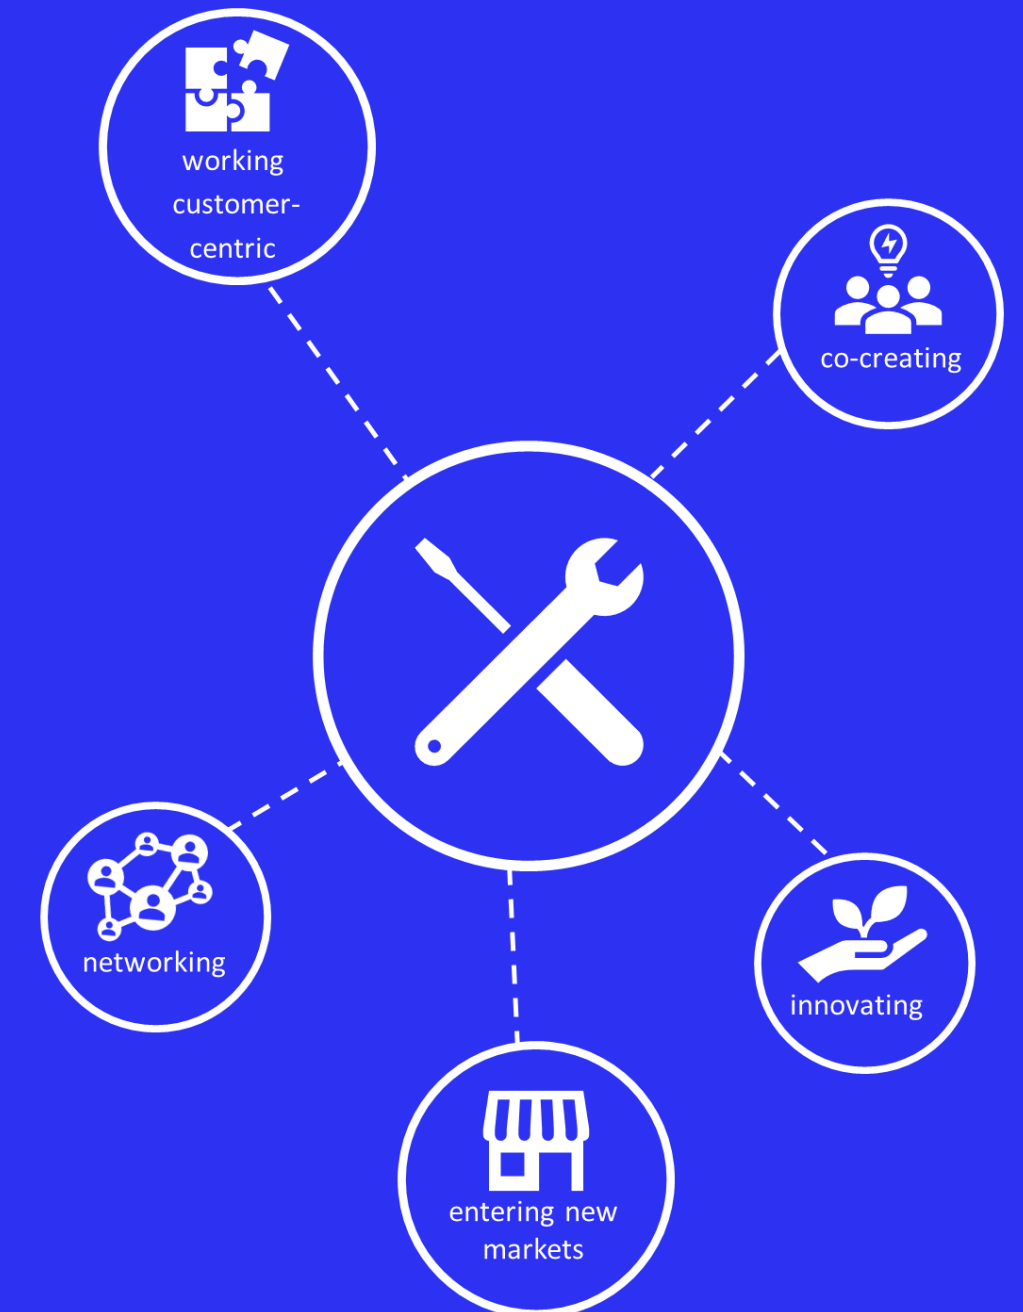 working
customer-
centric
co-creating
networking
innovating
entering new
markets